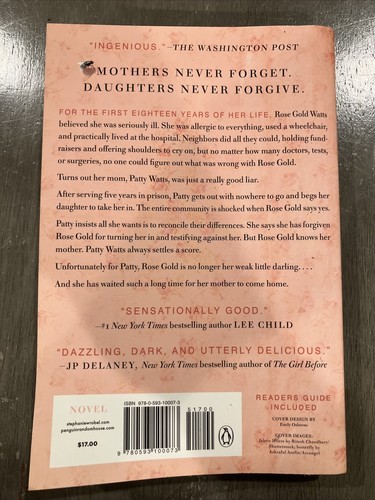 "INGENIOUS."—THE WASHINGTON POST
MOTHERS NEVER FORGET.
DAUGHTERS NEVER FORGIVE.
FOR THE FIRST EIGHTEEN YEARS OF HER LIFE, Rose Gold Watts
believed she was seriously ill. She was allergic to everything, used a wheelchair,
and practically lived at the hospital. Neighbors did all they could, holding fund-
raisers and offering shoulders to cry on, but no matter how many doctors, tests,
or surgeries, no one could figure out what was wrong with Rose Gold.
Turns out her mom, Patty Watts, was just a really good liar.
After serving five years in prison, Patty gets out with nowhere to go and begs her
daughter to take her in. The entire community is shocked when Rose Gold says yes.
Patty insists all she wants is to reconcile their differences. She says she has forgiven
Rose Gold for turning her in and testifying against her. But Rose Gold knows her
mother. Patty Watts always settles a score.
Unfortunately for Patty, Rose Gold is no longer her weak little darling. . . .
And she has waited such a long time for her mother to come home.
"SENSATIONALLY GOOD."
—#1 New York Times bestselling author LEE CHILD
"DAZZLING, DARK, AND UTTERLY DELICIOUS."
—JP DELANEY, New York Times bestselling author of The Girl Before
NOVEL
stephaniewrobel.com
penguinrandomhouse.com
$17.00
ISBN 978-0-593-10007-3
51700
9 780593 100073
READERS GUIDE
INCLUDED
COVER DESIGN BY
Emily Osborne
COVER IMAGES:
by Ritesh Chaudhary/
Shutterstock; butterfly by
Ashraful Arefin/Arcangel